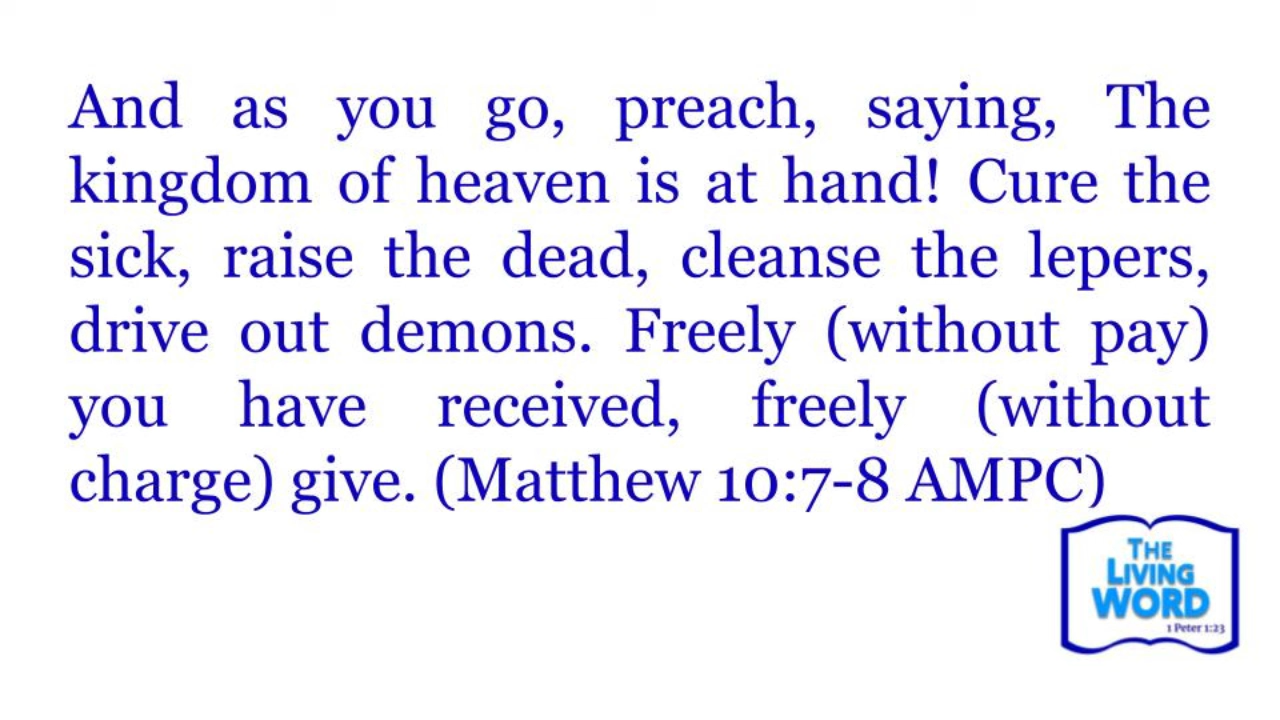 And as you go, preach, saying, The
kingdom of heaven is at hand! Cure the
sick, raise the dead, cleanse the lepers,
drive out demons. Freely (without pay)
you have received, freely (without
charge) give. (Matthew 10:7-8 AMPC)
THE
LIVING
WORD
1 Peter 1:23